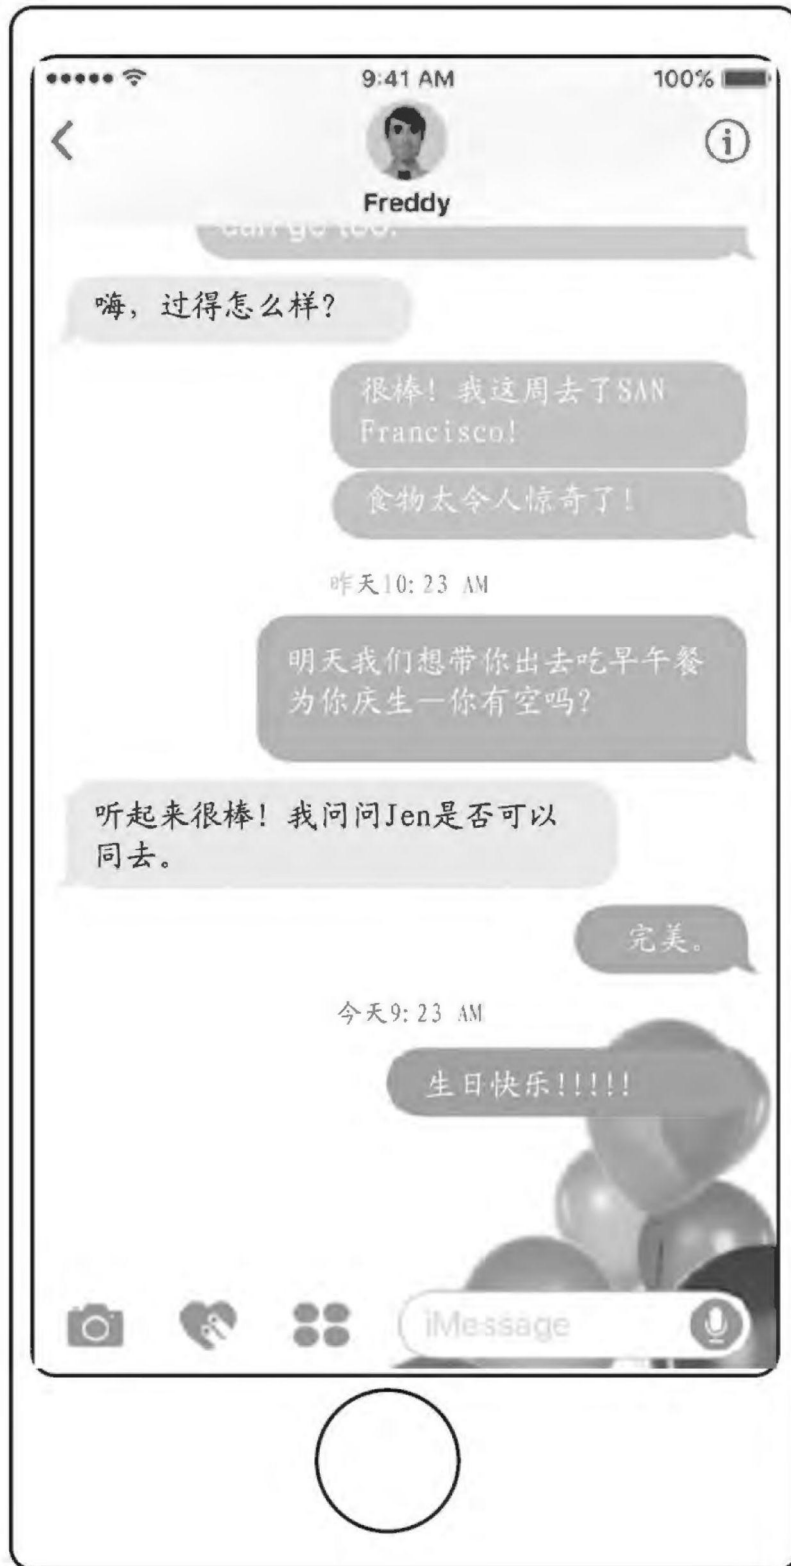 9:41 AM
100%
Freddy
can go too.
嗨，过得怎么样？
很棒！我这周去了SAN
Francisco!
食物太令人惊奇了！
昨天10:23 AM
明天我们想带你出去吃早午餐
为你庆生—你有空吗？
听起来很棒！我问问Jen是否可以
同去。
完美。
今天9:23 AM
生日快乐!!!!!
iMessage